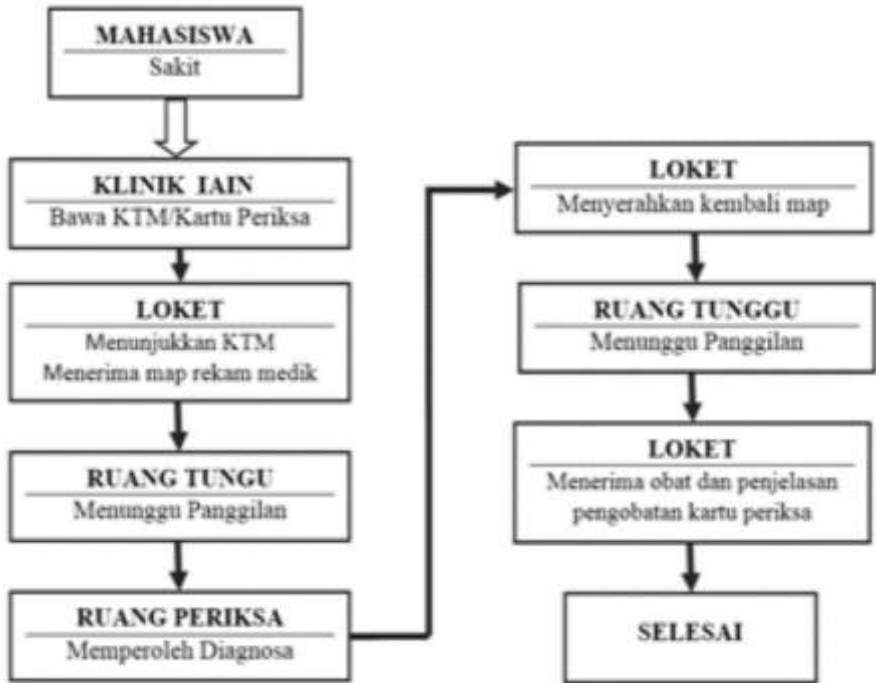 MAHASISWA
Sakit
KLINIK IAIN
Bawa KTM/Kartu Periksa
LOKET
Menunjukkan KTM
Menerima map rekam medik
RUANG TUNGU
Menunggu Panggilan
RUANG PERIKSA
Memperoleh Diagnosa
LOKET
Menyerahkan kembali map
RUANG TUNGGU
Menunggu Panggilan
LOKET
Menerima obat dan penjelasan
pengobatan kartu periksa
SELESAI